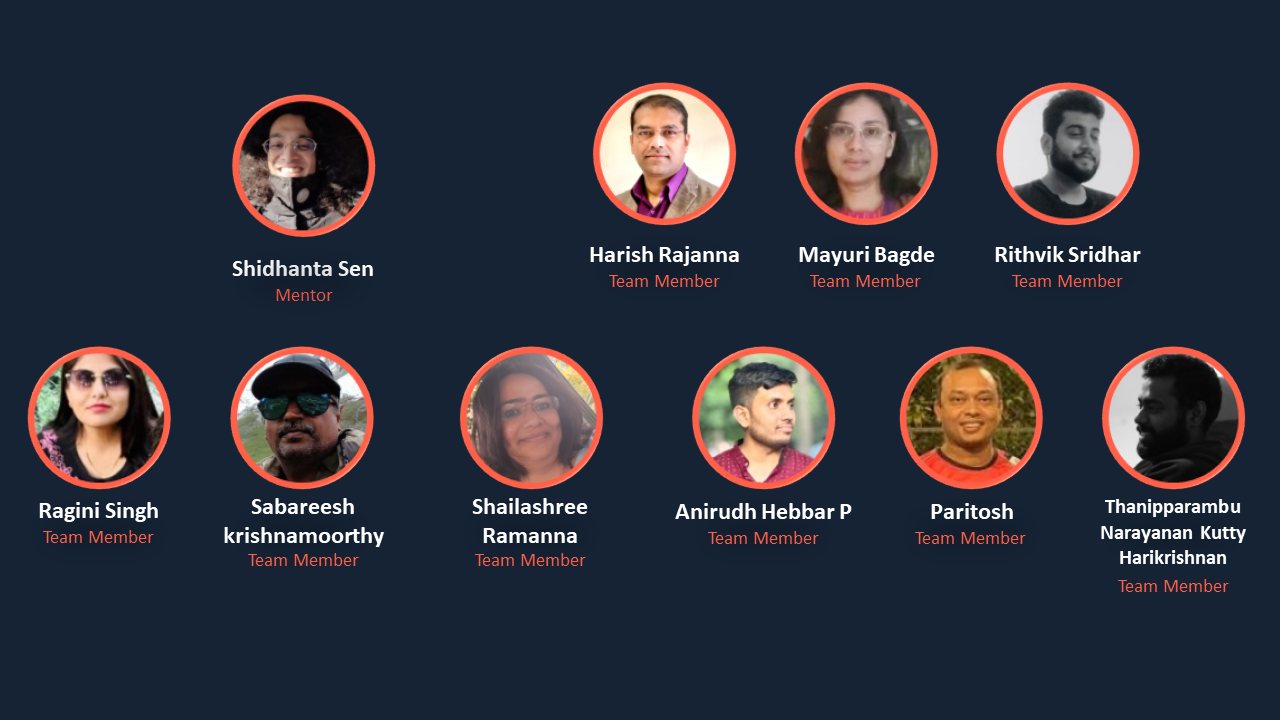 Shidhanta Sen
Mentor
Harish Rajanna
Team Member
Mayuri Bagde
Team Member
Rithvik Sridhar
Team Member
Ragini Singh
Team Member
Sabareesh
krishnamoorthy
Team Member
Shailashree
Ramanna
Team Member
Anirudh Hebbar P
Team Member
Paritosh
Team Member
Thanipparambu
Narayanan Kutty
Harikrishnan
Team Member